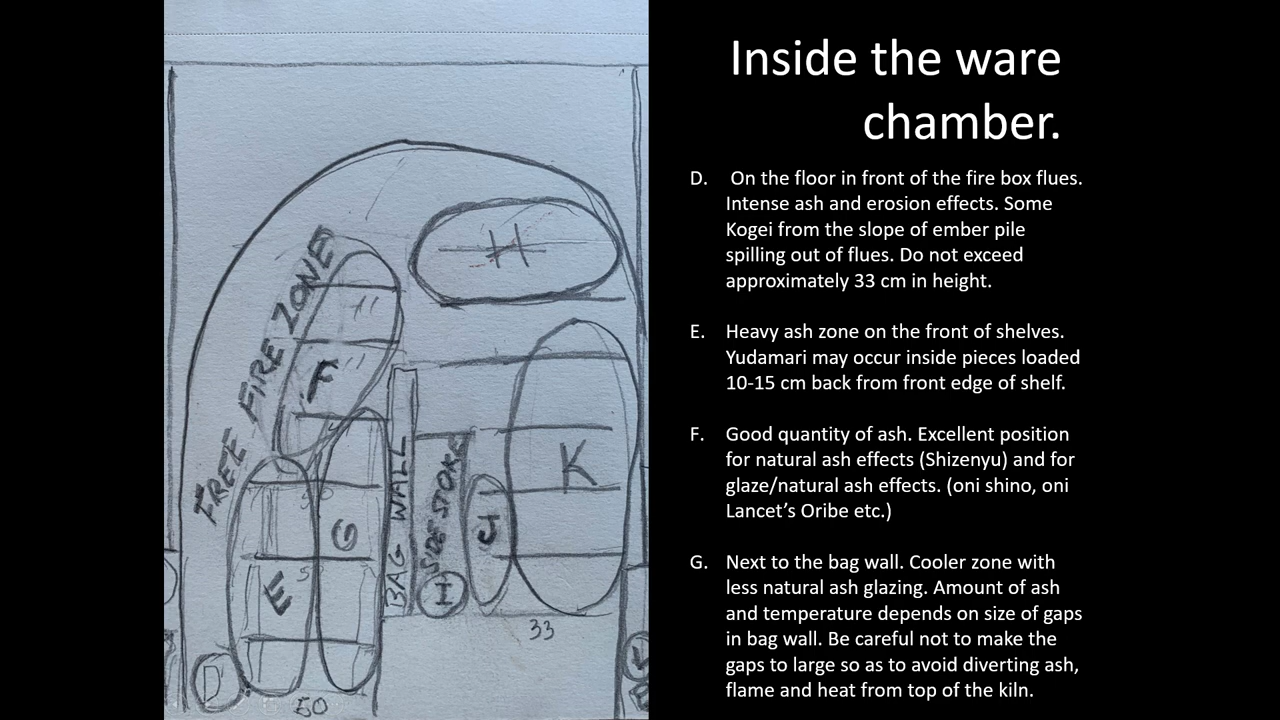 Inside the ware
chamber.
D. On the floor in front of the fire box flues.
Intense ash and erosion effects. Some
Kogei from the slope of ember pile
spilling out of flues. Do not exceed
approximately 33 cm in height.
E. Heavy ash zone on the front of shelves.
Yudamari may occur inside pieces loaded
10-15 cm back from front edge of shelf.
F. Good quantity of ash. Excellent position
for natural ash effects (Shizenyu) and for
glaze/natural ash effects. (oni shino, oni
Lancet’s Oribe etc.)
G. Next to the bag wall. Cooler zone with
less natural ash glazing. Amount of ash
and temperature depends on size of gaps
in bag wall. Be careful not to make the
gaps to large so as to avoid diverting ash,
flame and heat from top of the kiln.
FREE FIRE ZONE
H
F
K
G
BAG WALL
SIDE STOKE
J
E
I
D
33
50